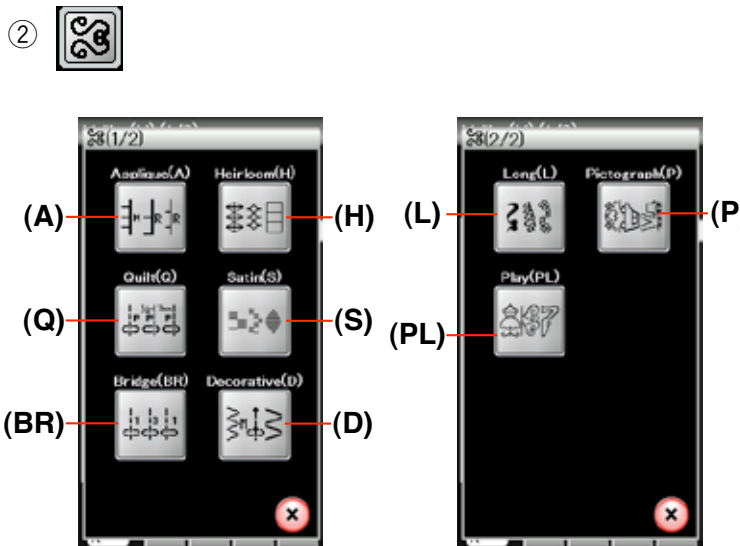 ②
(1/2)
Applique(A) Heirloom(H)
(A) (H)
Quilt(Q) Satin(S)
(Q) (S)
Bridge(BR) Decorative(D)
(BR) (D)
(2/2)
Long(L) Pictograph(P)
(L) (P
Play(PL)
(PL)